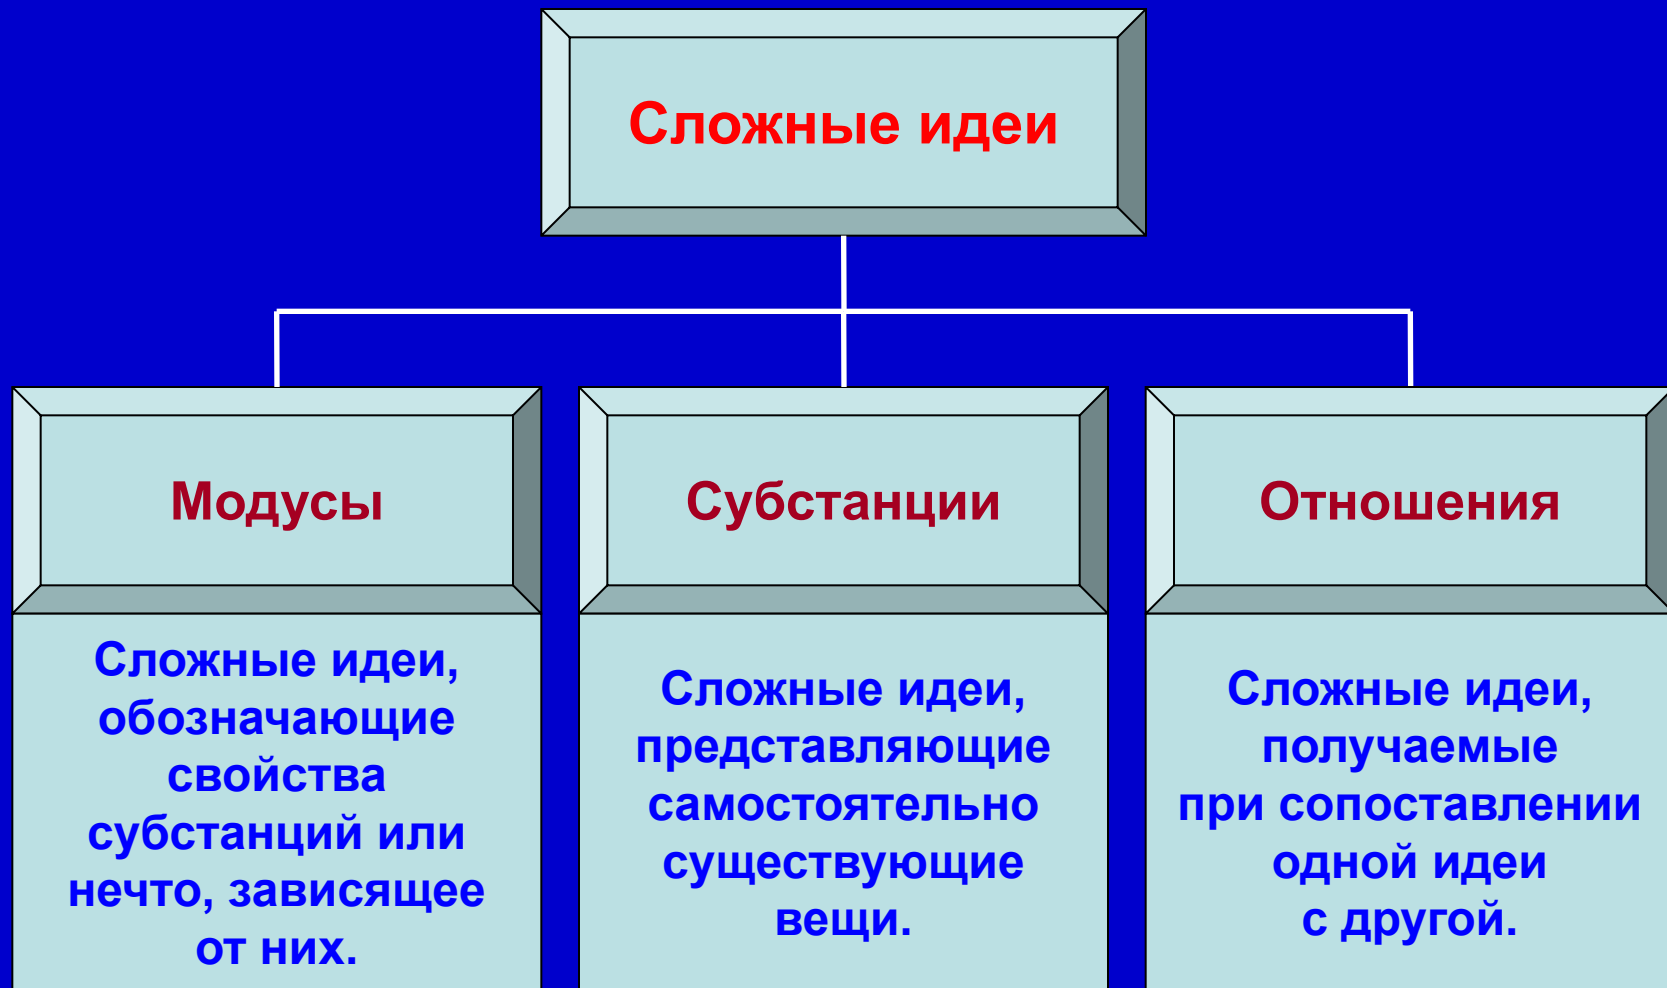 Сложные идеи
Модусы
Субстанции
Отношения
Сложные идеи,
обозначающие
свойства
субстанций или
нечто, зависящее
от них.
Сложные идеи,
представляющие
самостоятельно
существующие
вещи.
Сложные идеи,
получаемые
при сопоставлении
одной идеи
с другой.